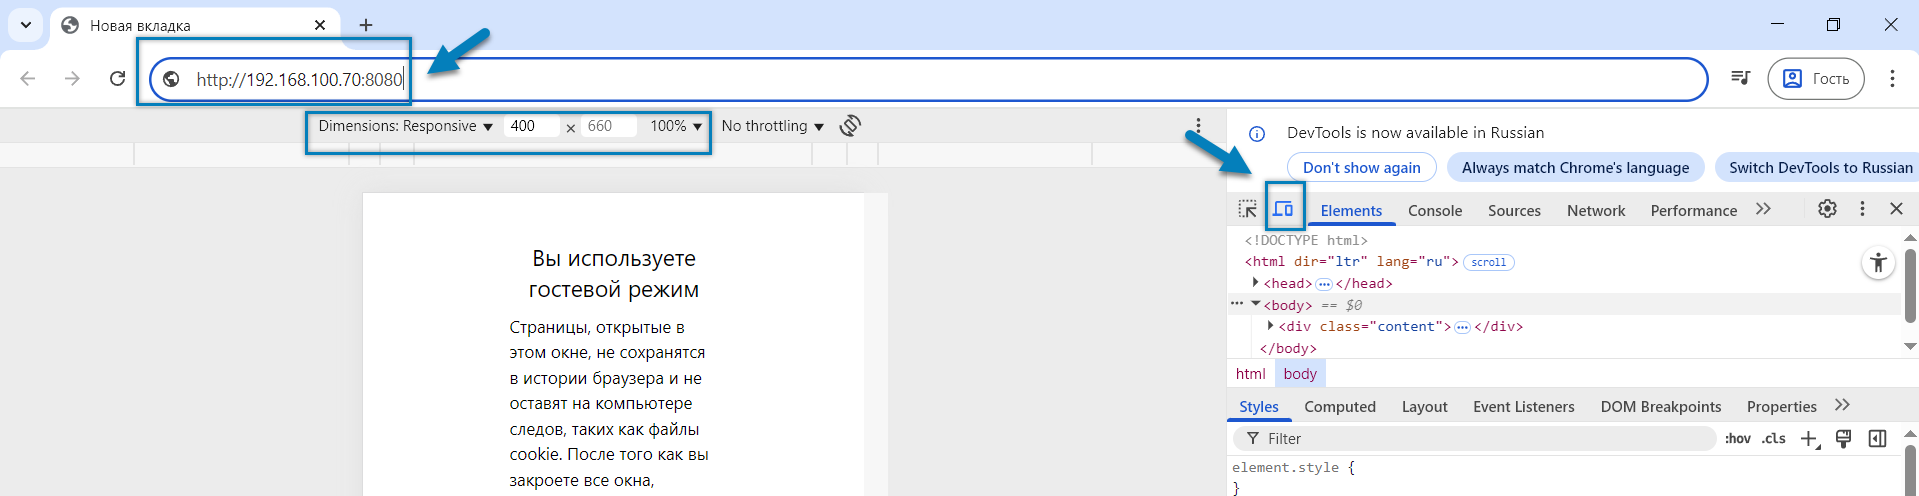 Новая вкладка
http://192.168.100.70:8080
Гость
Dimensions: Responsive 400 × 660 100% No throttling
DevTools is now available in Russian
Don't show again Always match Chrome's language Switch DevTools to Russian
Elements Console Sources Network Performance
<!DOCTYPE html>
<html dir="ltr" lang="ru"> scroll
<head> ⋯ </head>
<body> == $0
<div class="content"> ⋯ </div>
</body>
html body
Styles Computed Layout Event Listeners DOM Breakpoints Properties
Filter :hov .cls
element.style {
}
Вы используете
гостевой режим
Страницы, открытые в
этом окне, не сохранятся
в истории браузера и не
оставят на компьютере
следов, таких как файлы
cookie. После того как вы
закроете все окна,